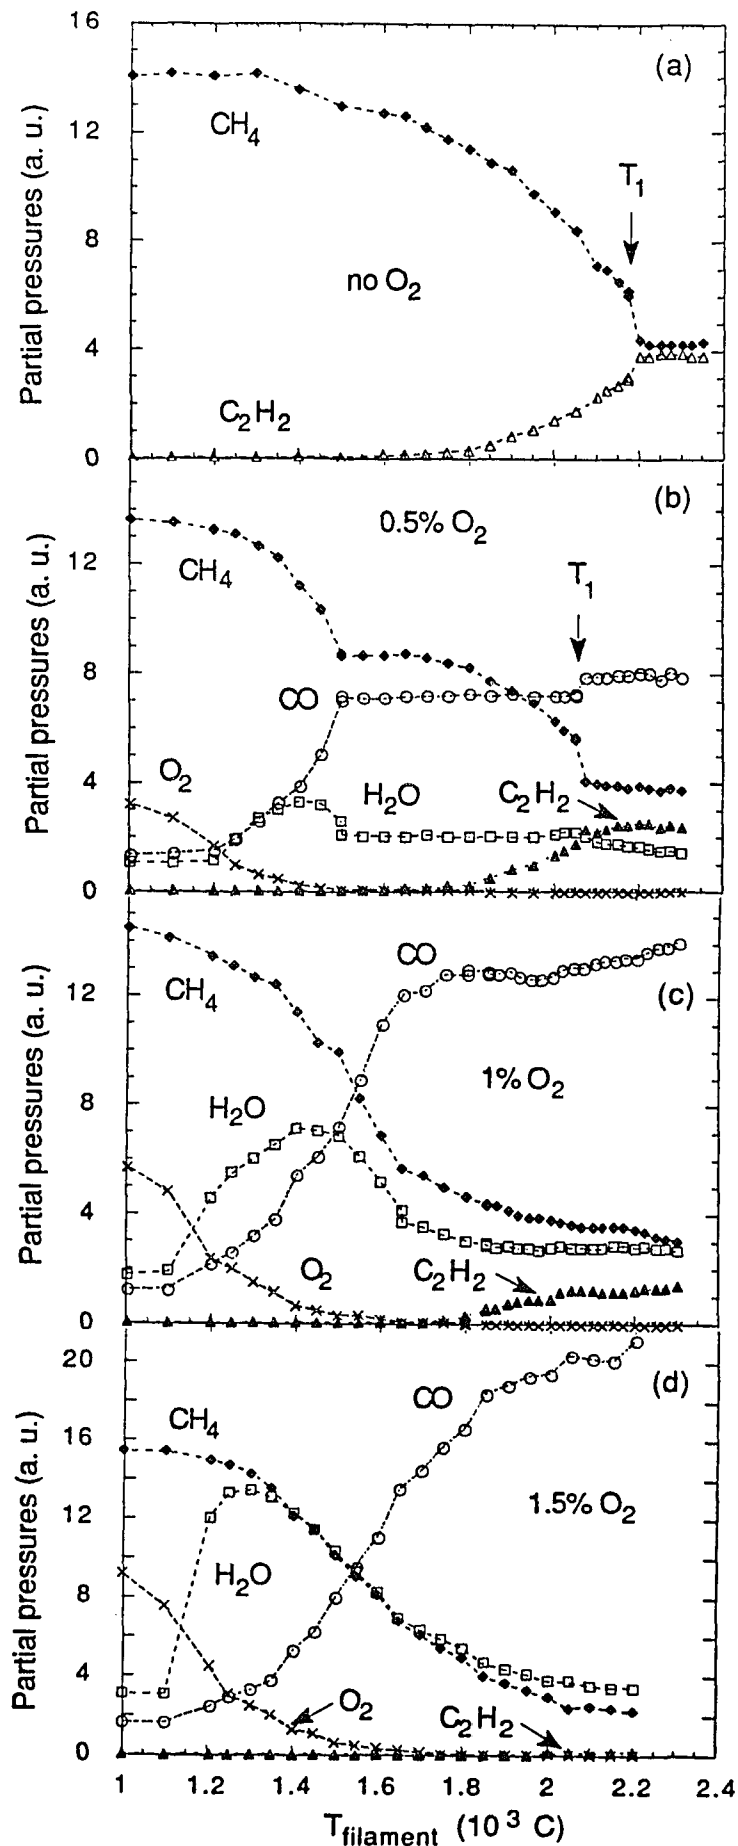 (a)
Partial pressures (a. u.)
16
12
8
4
0
CH4
T1
no O2
C2H2
(b)
0.5% O2
Partial pressures (a. u.)
12
8
4
0
CH4
T1
CO
O2
H2O
C2H2
(c)
CO
Partial pressures (a. u.)
12
8
4
0
CH4
1% O2
H2O
O2
C2H2
(d)
CO
Partial pressures (a. u.)
20
16
12
8
4
0
CH4
1.5% O2
H2O
O2
C2H2
1 1.2 1.4 1.6 1.8 2 2.2 2.4
Tfilament (10³ C)